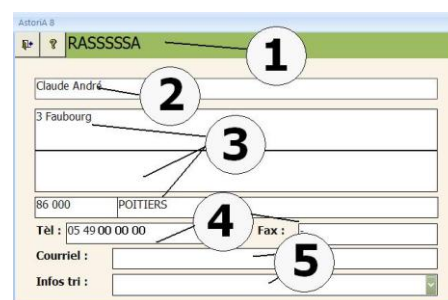 AstoriA 8
? RASSSSSA
1
Claude André
2
3 Faubourg
3
86 000 POITIERS
4
Tèl : 05 49 00 00 00 Fax : -
Courriel :
5
Infos tri :